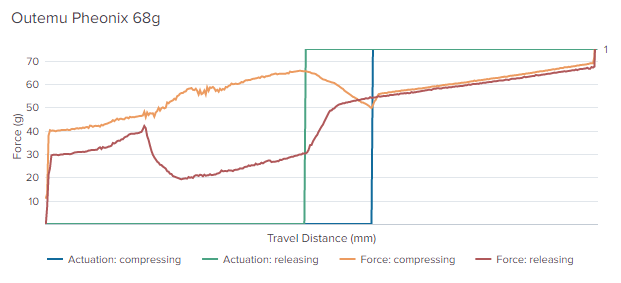 Outemu Pheonix 68g
1
70
60
50
40
30
20
10
Force (g)
Travel Distance (mm)
Actuation: compressing Actuation: releasing Force: compressing Force: releasing